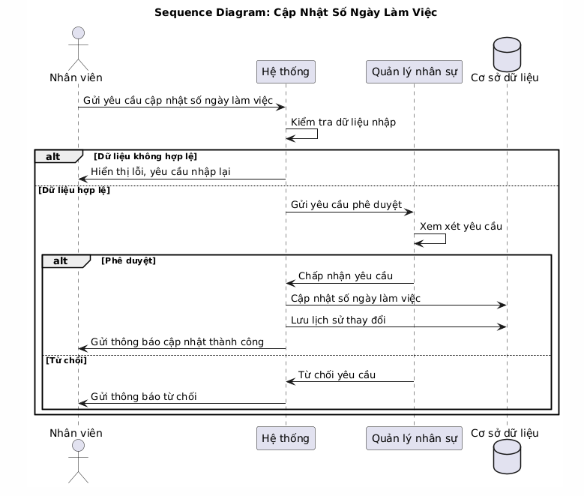 Sequence Diagram: Cập Nhật Số Ngày Làm Việc
Nhân viên
Hệ thống
Quản lý nhân sự
Cơ sở dữ liệu
Gửi yêu cầu cập nhật số ngày làm việc
Kiểm tra dữ liệu nhập
alt
[Dữ liệu không hợp lệ]
Hiển thị lỗi, yêu cầu nhập lại
[Dữ liệu hợp lệ]
Gửi yêu cầu phê duyệt
Xem xét yêu cầu
alt
[Phê duyệt]
Chấp nhận yêu cầu
Cập nhật số ngày làm việc
Lưu lịch sử thay đổi
Gửi thông báo cập nhật thành công
[Từ chối]
Từ chối yêu cầu
Gửi thông báo từ chối
Nhân viên
Hệ thống
Quản lý nhân sự
Cơ sở dữ liệu